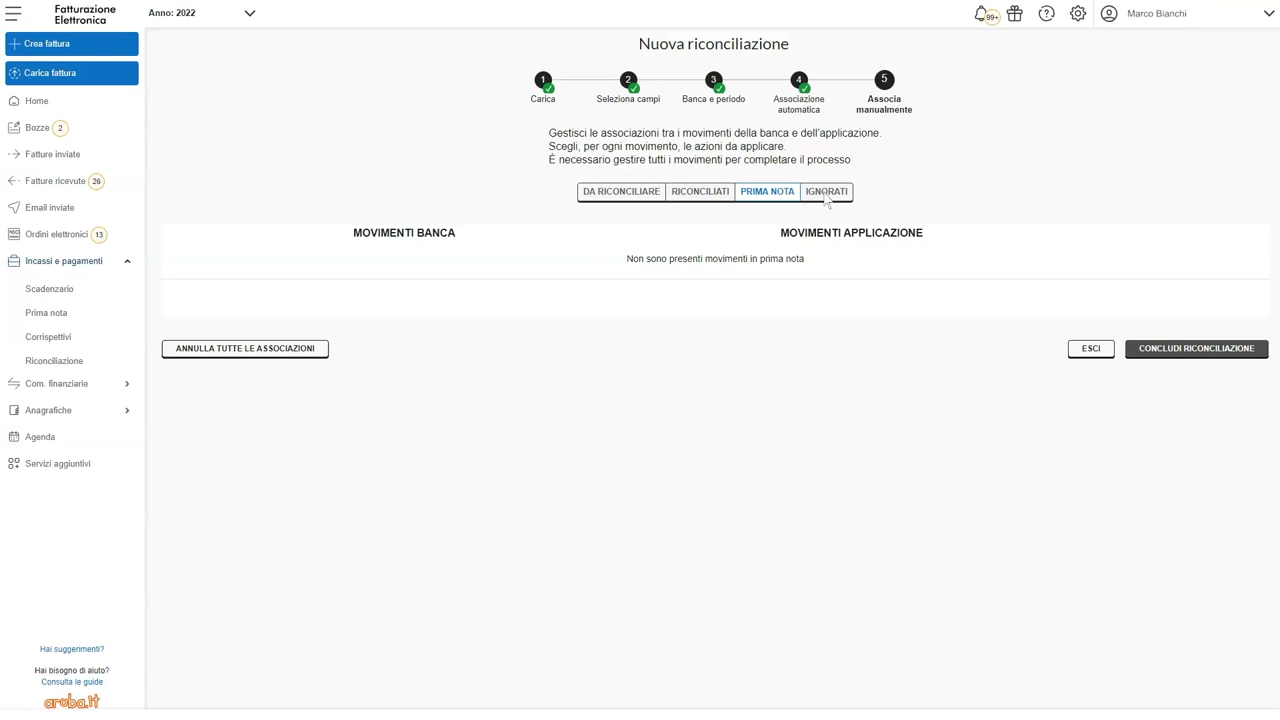 Fatturazione
Elettronica
Anno: 2022
99+
Marco Bianchi
Crea fattura
Carica fattura
Home
Bozze 2
Fatture inviate
Fatture ricevute 26
Email inviate
NSO
Ordini elettronici 13
Incassi e pagamenti
Scadenzario
Prima nota
Corrispettivi
Riconciliazione
Com. finanziarie
Anagrafiche
Agenda
Servizi aggiuntivi
Hai suggerimenti?
Hai bisogno di aiuto?
Consulta le guide
aruba.it
Nuova riconciliazione
1 2 3 4 5
Carica
Seleziona campi
Banca e periodo
Associazione
automatica
Associa
manualmente
Gestisci le associazioni tra i movimenti della banca e dell'applicazione.
Scegli, per ogni movimento, le azioni da applicare.
È necessario gestire tutti i movimenti per completare il processo
DA RICONCILIARE RICONCILIATI PRIMA NOTA IGNORATI
MOVIMENTI BANCA MOVIMENTI APPLICAZIONE
Non sono presenti movimenti in prima nota
ANNULLA TUTTE LE ASSOCIAZIONI ESCI CONCLUDI RICONCILIAZIONE